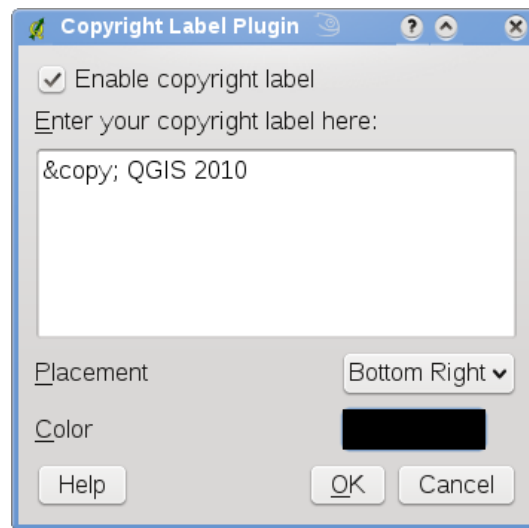 Copyright Label Plugin
Enable copyright label
Enter your copyright label here:
&copy; QGIS 2010
Placement
Bottom Right
Color
Help
OK
Cancel